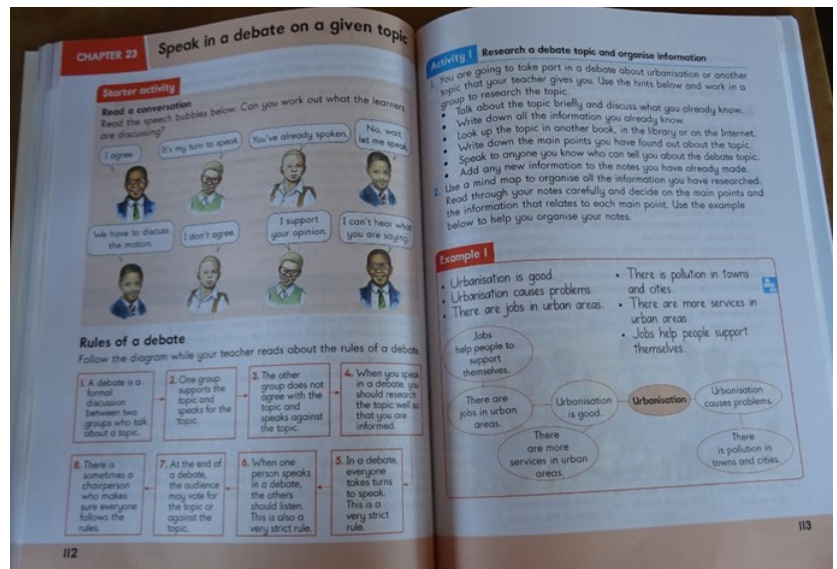 CHAPTER 23
Speak in a debate on a given topic
Starter activity
Read a conversation
Read the speech bubbles below. Can you work out what the learners
are discussing?
I agree.
It's my turn to speak.
You've already spoken.
No, wait,
let me speak.
We have to discuss
the motion.
I don't agree.
I support
your opinion.
I can't hear what
you are saying.
Rules of a debate
Follow the diagram while your teacher reads about the rules of a debate.
1. A debate is a
formal
discussion
between two
groups who talk
about a topic.
2. One group
supports the
topic and
speaks for the
topic.
3. The other
group does not
agree with the
topic and
speaks against
the topic.
4. When you speak
in a debate, you
should research
the topic well so
that you are
informed.
5. In a debate,
everyone
takes turns
to speak.
This is a
very strict
rule.
6. When one
person speaks
in a debate,
the others
should listen.
This is also a
very strict rule.
7. At the end of
a debate,
the audience
may vote for
the topic or
against the
topic.
8. There is
sometimes a
chairperson
who makes
sure everyone
follows the
rules.
112
Activity 1 Research a debate topic and organise information
1. You are going to take part in a debate about urbanisation or another
topic that your teacher gives you. Use the hints below and work in a
group to research the topic.
• Talk about the topic briefly and discuss what you already know.
• Write down all the information you already know.
• Look up the topic in another book, in the library or on the Internet.
• Write down the main points you have found out about the topic.
• Speak to anyone you know who can tell you about the debate topic.
• Add any new information to the notes you have already made.
2. Use a mind map to organise all the information you have researched.
Read through your notes carefully and decide on the main points and
the information that relates to each main point. Use the example
below to help you organise your notes.
Example 1
• Urbanisation is good.
• Urbanisation causes problems.
• There are jobs in urban areas.
• There is pollution in towns
and cities.
• There are more services in
urban areas.
• Jobs help people support
themselves.
Jobs
help people to
support
themselves.
There are
jobs in urban
areas.
Urbanisation
is good.
Urbanisation
Urbanisation
causes problems.
There
are more
services in urban
areas.
There
is pollution in
towns and cities.
113